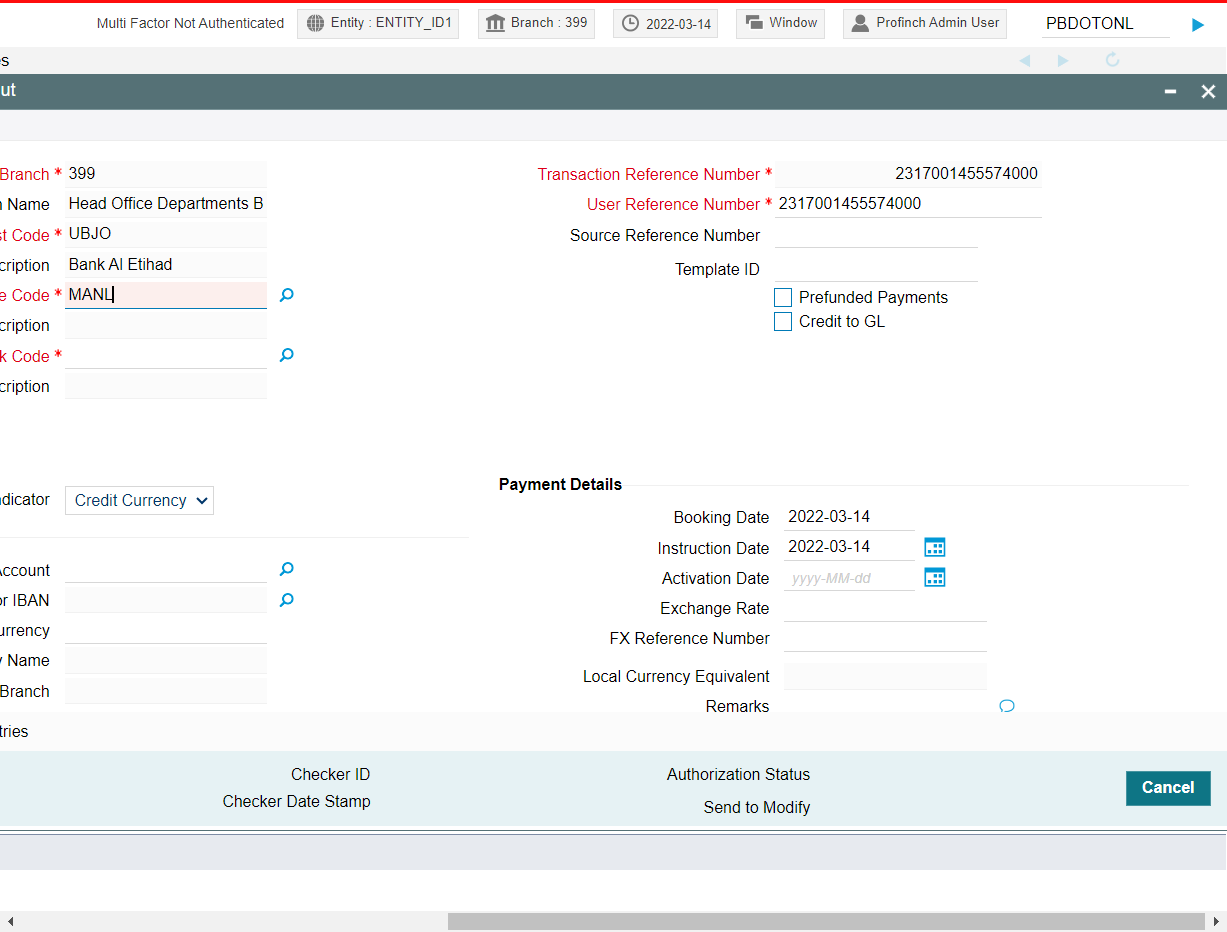 Multi Factor Not Authenticated Entity : ENTITY_ID1 Branch : 399 2022-03-14 Window Profinch Admin User PBDOTONL
s
ut
Branch * 399
Transaction Reference Number * 2317001455574000
n Name Head Office Departments B
User Reference Number * 2317001455574000
st Code * UBJO
Source Reference Number
cription Bank Al Etihad
Template ID
e Code * MANL
Prefunded Payments
cription
Credit to GL
k Code *
cription
Payment Details
ndicator Credit Currency
Booking Date 2022-03-14
Instruction Date 2022-03-14
Account
Activation Date yyyy-MM-dd
or IBAN
Exchange Rate
urrency
FX Reference Number
y Name
Local Currency Equivalent
Branch
Remarks
tries
Checker ID
Authorization Status
Cancel
Checker Date Stamp
Send to Modify